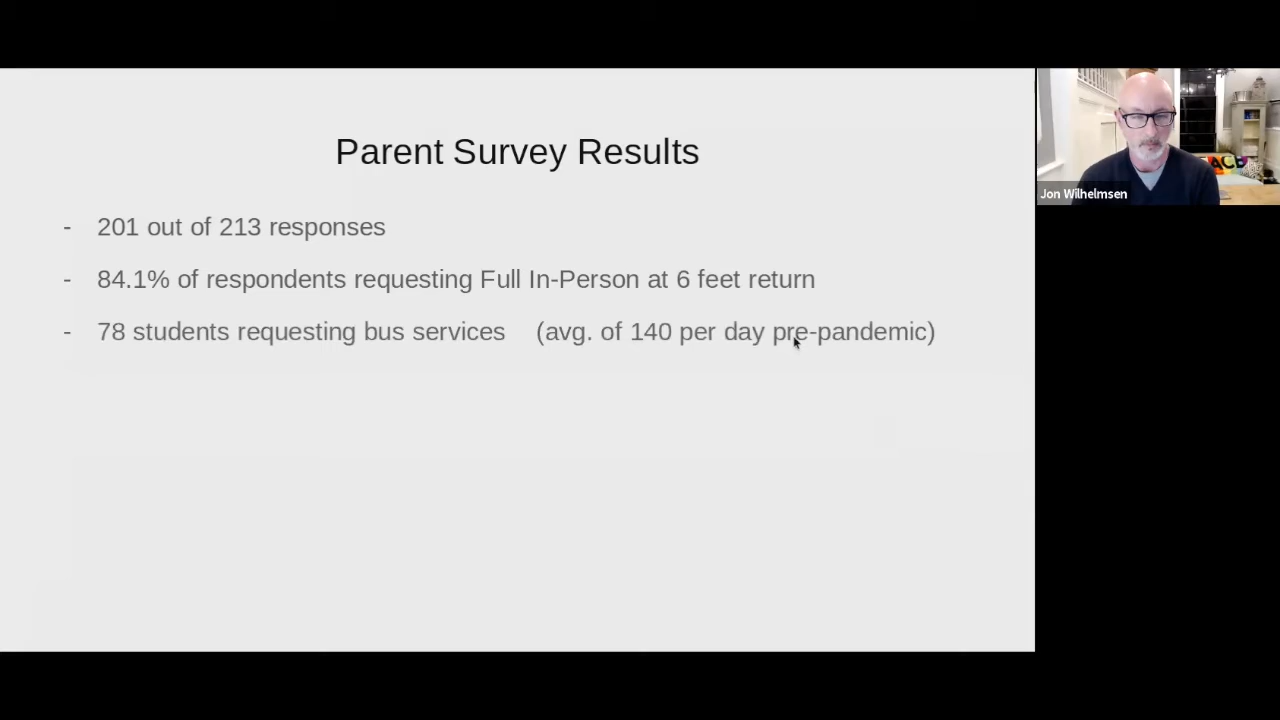 Parent Survey Results
- 201 out of 213 responses
- 84.1% of respondents requesting Full In-Person at 6 feet return
- 78 students requesting bus services (avg. of 140 per day pre-pandemic)
Jon Wilhelmsen